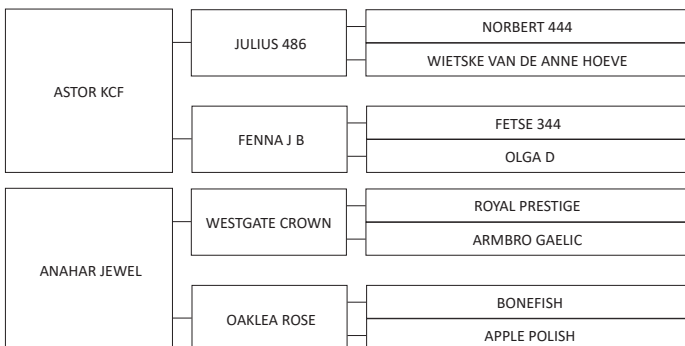 NORBERT 444
JULIUS 486
WIETSKE VAN DE ANNE HOEVE
ASTOR KCF
FETSE 344
FENNA J B
OLGA D
ROYAL PRESTIGE
WESTGATE CROWN
ARMBRO GAELIC
ANAHAR JEWEL
BONEFISH
OAKLEA ROSE
APPLE POLISH